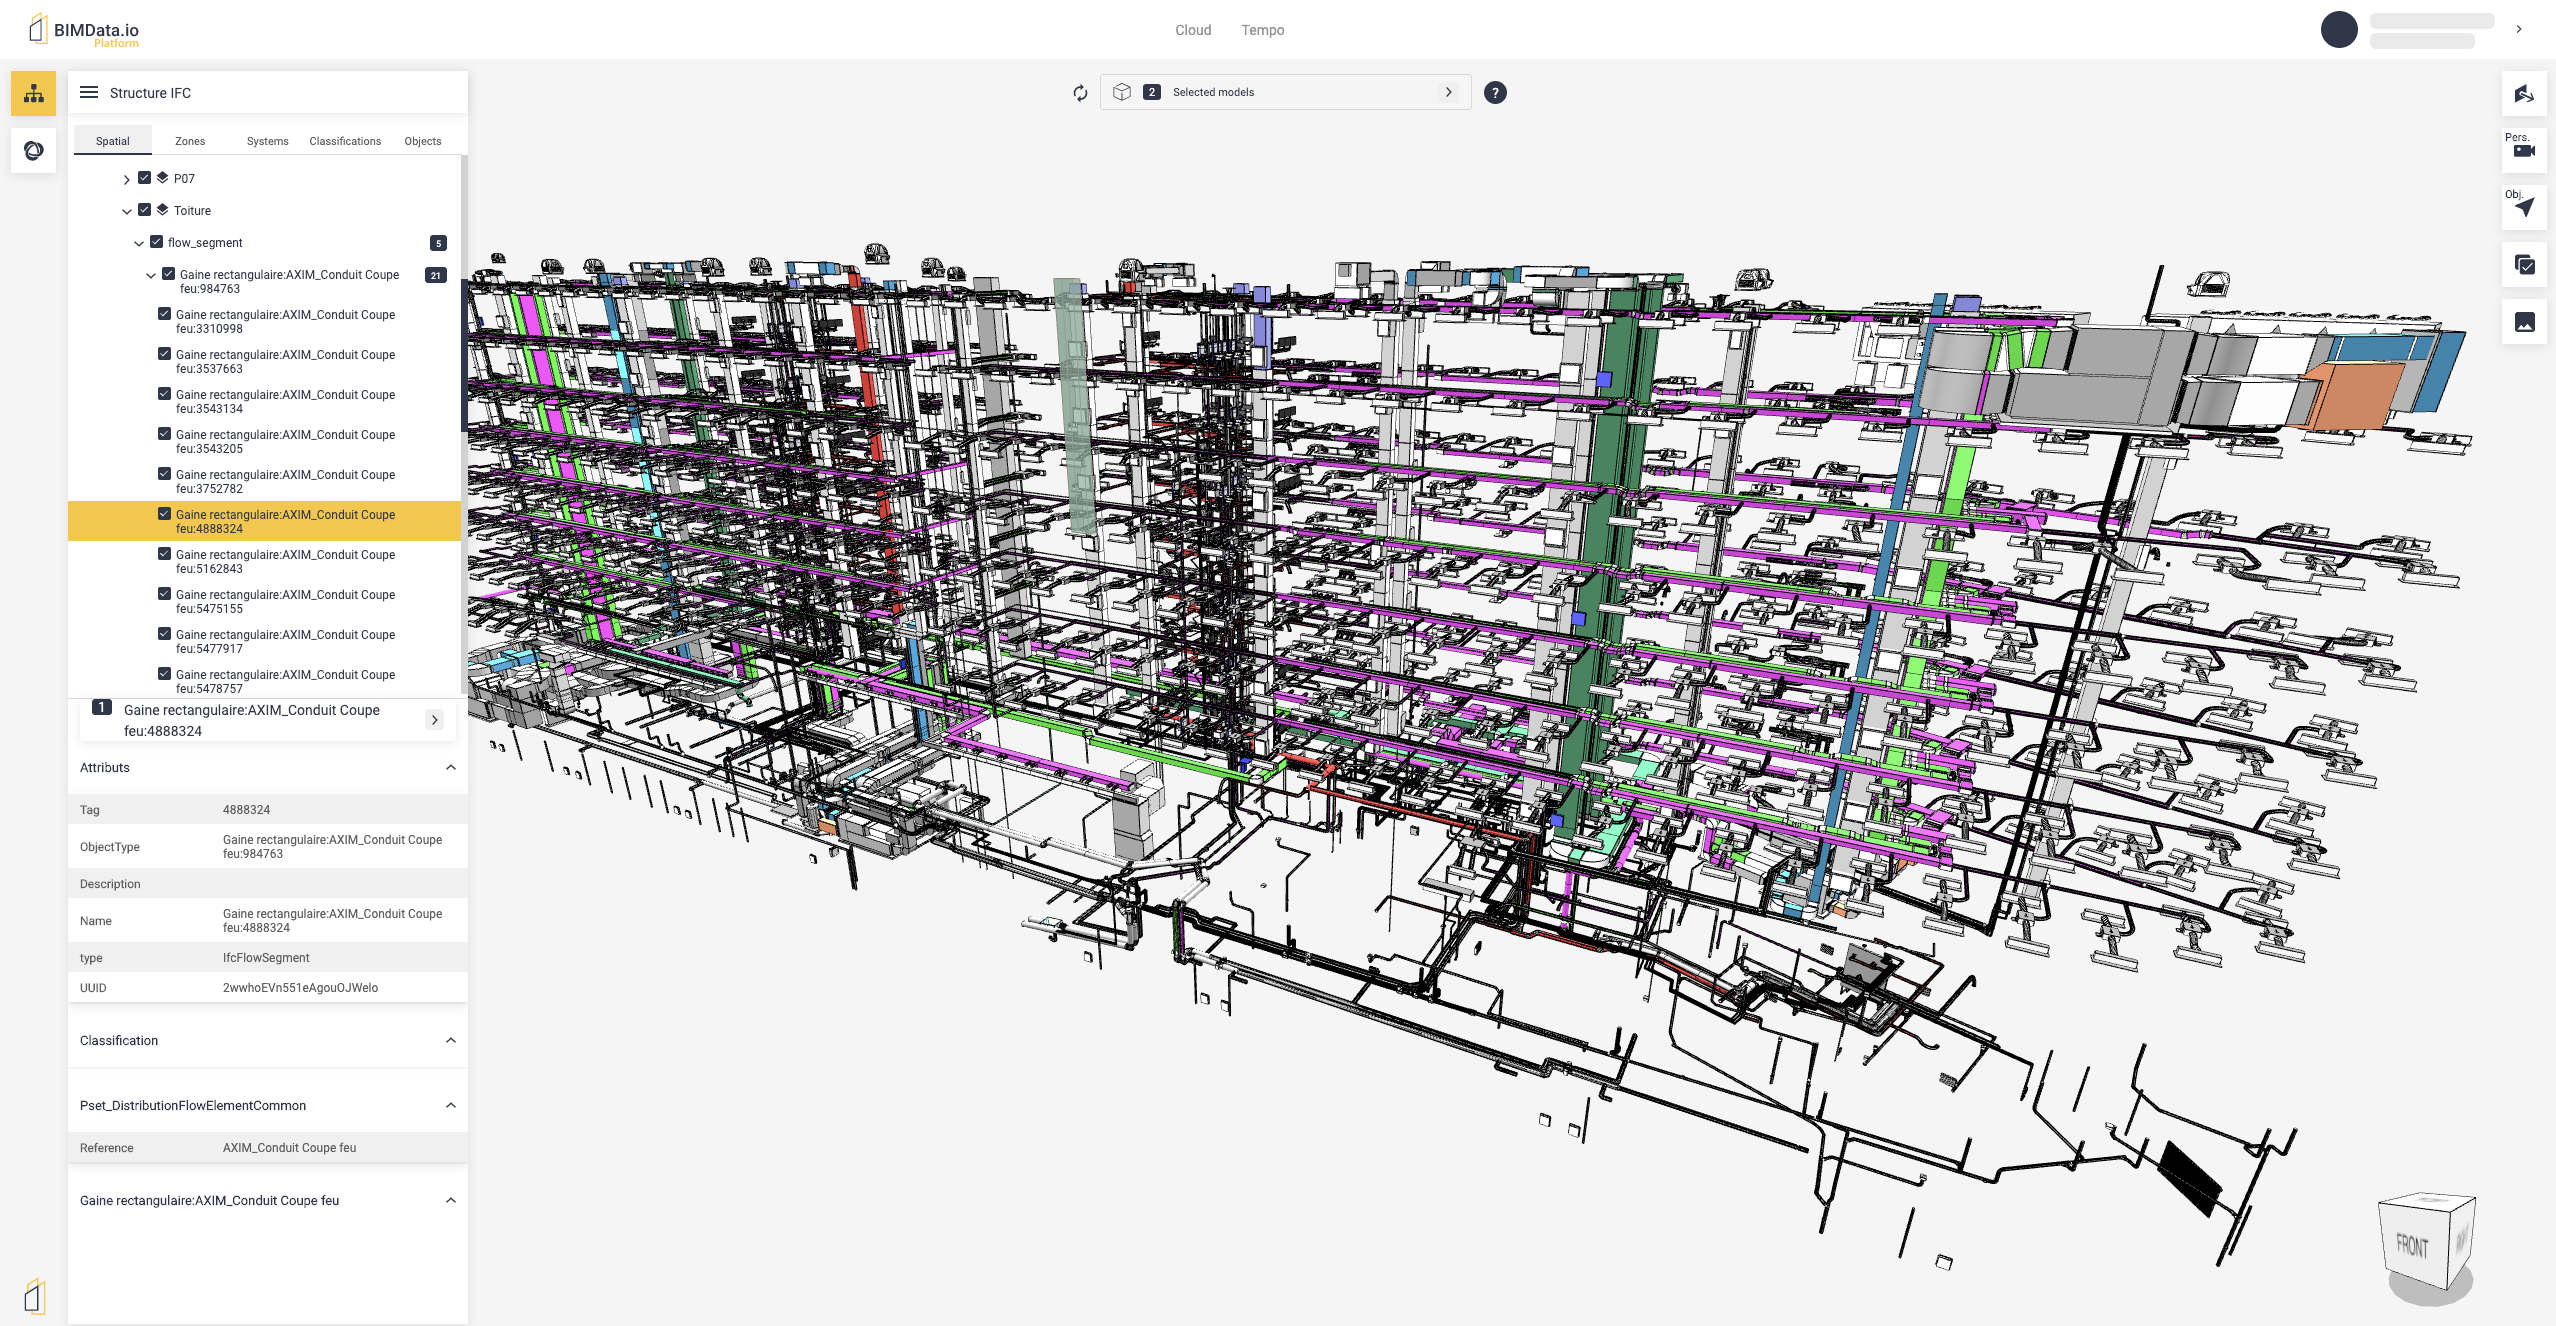 BIMData.io
Platform
Cloud
Tempo
Structure IFC
2
Selected models
?
Spatial
Zones
Systems
Classifications
Objects
Pers.
Obj.
P07
Toiture
flow_segment
5
Gaine rectangulaire:AXIM_Conduit Coupe
feu:984763
21
Gaine rectangulaire:AXIM_Conduit Coupe
feu:3310998
Gaine rectangulaire:AXIM_Conduit Coupe
feu:3537663
Gaine rectangulaire:AXIM_Conduit Coupe
feu:3543134
Gaine rectangulaire:AXIM_Conduit Coupe
feu:3543205
Gaine rectangulaire:AXIM_Conduit Coupe
feu:3752782
Gaine rectangulaire:AXIM_Conduit Coupe
feu:4888324
Gaine rectangulaire:AXIM_Conduit Coupe
feu:5162843
Gaine rectangulaire:AXIM_Conduit Coupe
feu:5475155
Gaine rectangulaire:AXIM_Conduit Coupe
feu:5477917
Gaine rectangulaire:AXIM_Conduit Coupe
feu:5478757
1
Gaine rectangulaire:AXIM_Conduit Coupe
feu:4888324
Attributs
Tag
4888324
ObjectType
Gaine rectangulaire:AXIM_Conduit Coupe
feu:984763
Description
Name
Gaine rectangulaire:AXIM_Conduit Coupe
feu:4888324
type
IfcFlowSegment
UUID
2wwhoEVn551eAgouOJWelo
Classification
Pset_DistributionFlowElementCommon
Reference
AXIM_Conduit Coupe feu
Gaine rectangulaire:AXIM_Conduit Coupe feu
FRONT